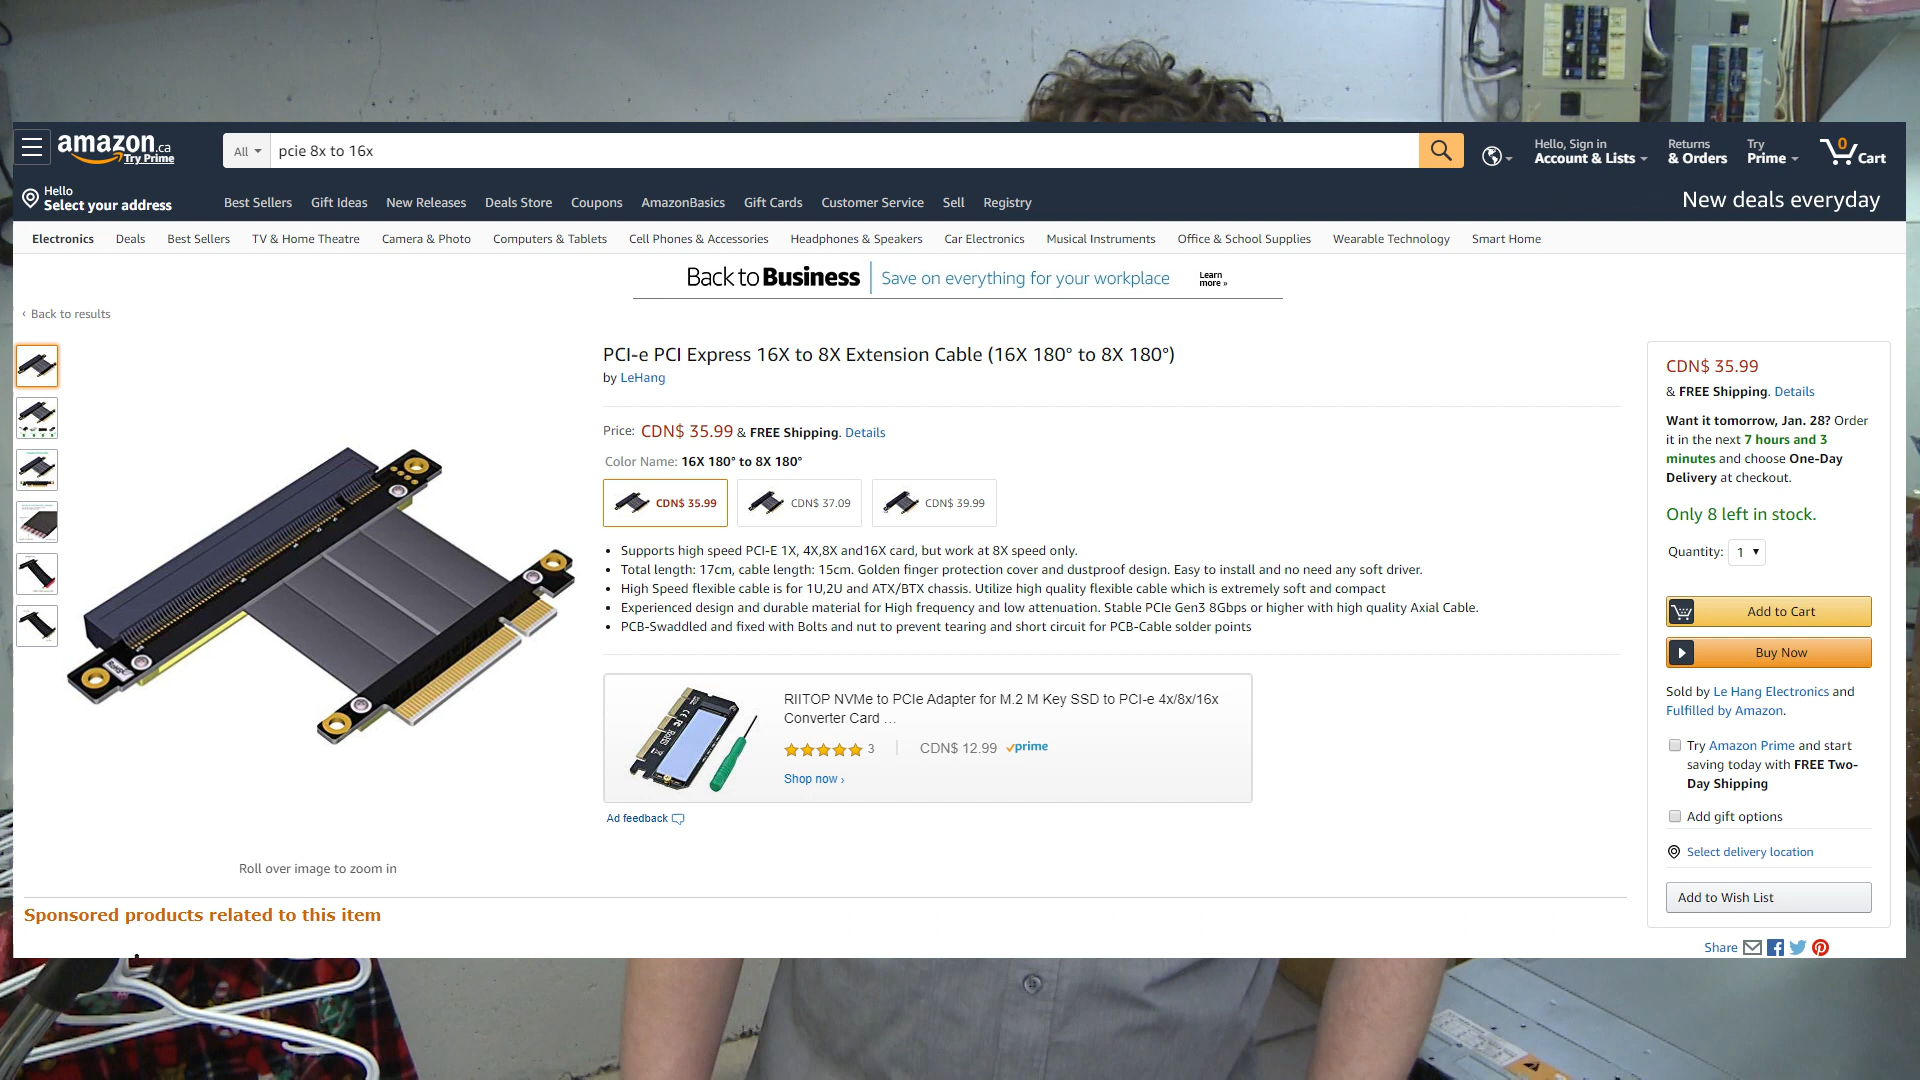 amazon.ca
Try Prime
All
pcie 8x to 16x
Hello, Sign in
Account & Lists
Returns
& Orders
Try
Prime
0
Cart
Hello
Select your address
Best Sellers Gift Ideas New Releases Deals Store Coupons AmazonBasics Gift Cards Customer Service Sell Registry
New deals everyday
Electronics Deals Best Sellers TV & Home Theatre Camera & Photo Computers & Tablets Cell Phones & Accessories Headphones & Speakers Car Electronics Musical Instruments Office & School Supplies Wearable Technology Smart Home
Back to Business Save on everything for your workplace
Learn
more »
‹ Back to results
PCI-e PCI Express 16X to 8X Extension Cable (16X 180° to 8X 180°)
by LeHang
Price: CDN$ 35.99 & FREE Shipping. Details
Color Name: 16X 180° to 8X 180°
CDN$ 35.99
CDN$ 37.09
CDN$ 39.99
• Supports high speed PCI-E 1X, 4X,8X and16X card, but work at 8X speed only.
• Total length: 17cm, cable length: 15cm. Golden finger protection cover and dustproof design. Easy to install and no need any soft driver.
• High Speed flexible cable is for 1U,2U and ATX/BTX chassis. Utilize high quality flexible cable which is extremely soft and compact
• Experienced design and durable material for High frequency and low attenuation. Stable PCIe Gen3 8Gbps or higher with high quality Axial Cable.
• PCB-Swaddled and fixed with Bolts and nut to prevent tearing and short circuit for PCB-Cable solder points
RIITOP NVMe to PCIe Adapter for M.2 M Key SSD to PCI-e 4x/8x/16x
Converter Card ...
3
CDN$ 12.99 prime
Shop now ›
Ad feedback
Roll over image to zoom in
Sponsored products related to this item
CDN$ 35.99
& FREE Shipping. Details
Want it tomorrow, Jan. 28? Order
it in the next 7 hours and 3
minutes and choose One-Day
Delivery at checkout.
Only 8 left in stock.
Quantity: 1
Add to Cart
Buy Now
Sold by Le Hang Electronics and
Fulfilled by Amazon.
Try Amazon Prime and start
saving today with FREE Two-
Day Shipping
Add gift options
Select delivery location
Add to Wish List
Share